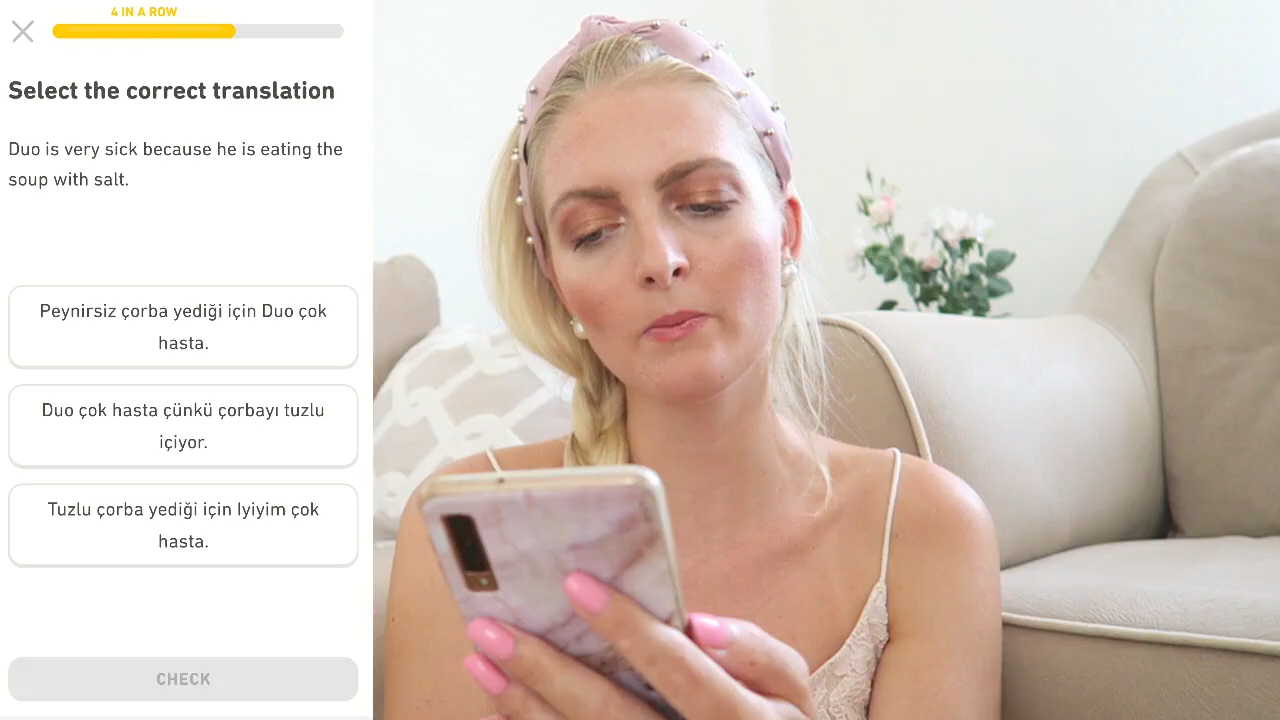 4 IN A ROW
Select the correct translation
Duo is very sick because he is eating the
soup with salt.
Peynirsiz çorba yediği için Duo çok
hasta.
Duo çok hasta çünkü çorbayı tuzlu
içiyor.
Tuzlu çorba yediği için Iyiyim çok
hasta.
CHECK